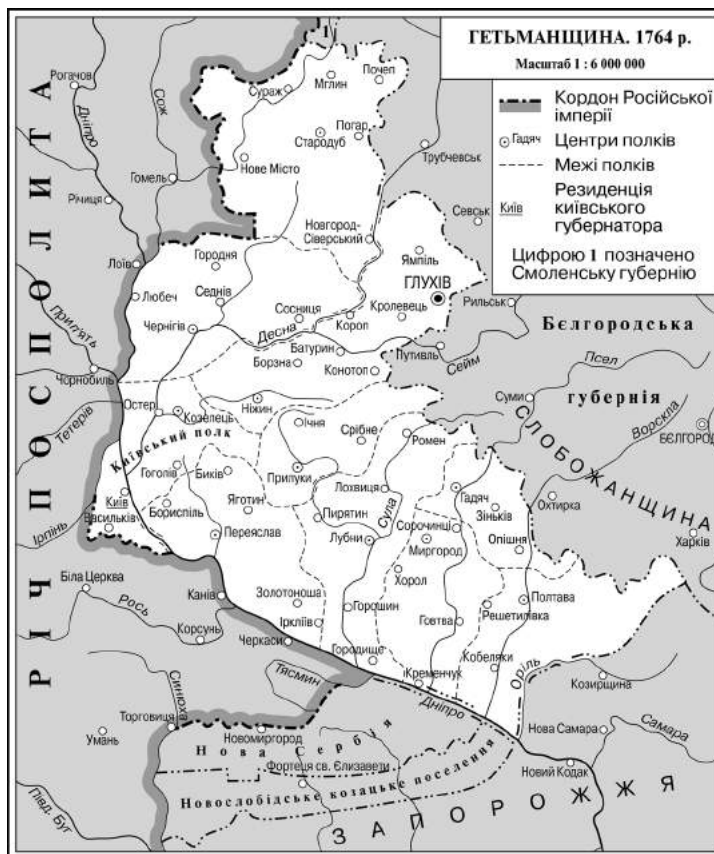 ГЕТЬМАНЩИНА. 1764 р.
Масштаб 1 : 6 000 000
Кордон Російської
імперії
Гадяч
Центри полків
Межі полків
Київ
Резиденція
київського
губернатора
Цифрою 1 позначено
Смоленську губернію
1
РІЧ ПОСПОЛИТА
Рогачов
Дніпро
Сож
Сураж
Мглин
Почеп
Стародуб
Погар
Трубчевськ
Гомель
Нове Місто
Річиця
Новгород-
Сіверський
Севськ
Лоїв
Городня
Ямпіль
ГЛУХІВ
Любеч
Седнів
Сосниця
Короп
Кролевець
Рильськ
Прип'ять
Чернігів
Десна
Батурин
Путивль
Сейм
Бєлгородська
губернія
Чорнобиль
Борзна
Конотоп
Псел
Тетерів
Остер
Козелець
Ніжин
Ічня
Срібне
Ромен
Суми
Ворскла
БЄЛГОРОД
СЛОБОЖАНЩИНА
Київський полк
Гоголів
Биків
Прилуки
Лохвиця
Гадяч
Охтирка
Київ
Васильків
Ірпінь
Бориспіль
Яготин
Пирятин
Сула
Сорочинці
Зіньків
Харків
Переяслав
Лубни
Миргород
Опішня
Біла Церква
Канів
Золотоноша
Хорол
Полтава
Рось
Корсунь
Іркліїв
Горошин
Говтва
Решетилівка
Черкаси
Городище
Кобеляки
Тясмин
Кременчук
Оріль
Козирщина
Синюха
Дніпро
Торговиця
Умань
Новомиргород
Нова Самара
Самара
Нова Сербія
Фортеця св. Єлизавети
Новий Кодак
Новослобідське козацьке поселення
Півд. Буг
ЗАПОРОЖЖЯ